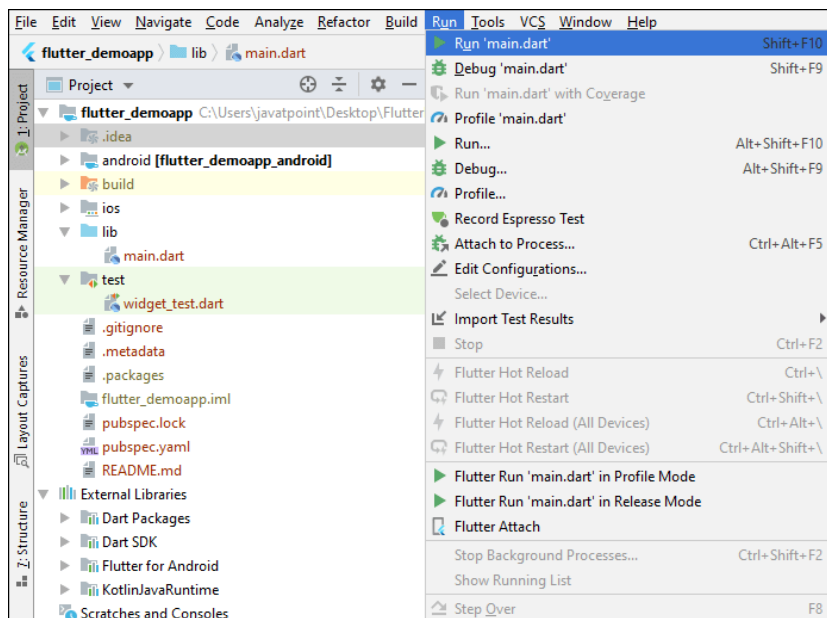 File Edit View Navigate Code Analyze Refactor Build Run Tools VCS Window Help
flutter_demoapp lib main.dart
1: Project
Resource Manager
Layout Captures
7: Structure
Project
flutter_demoapp C:\Users\javatpoint\Desktop\Flutter
.idea
android [flutter_demoapp_android]
build
ios
lib
main.dart
test
widget_test.dart
.gitignore
.metadata
.packages
flutter_demoapp.iml
pubspec.lock
YML pubspec.yaml
README.md
External Libraries
Dart Packages
Dart SDK
Flutter for Android
KotlinJavaRuntime
Scratches and Consoles
Run 'main.dart' Shift+F10
Debug 'main.dart' Shift+F9
Run 'main.dart' with Coverage
Profile 'main.dart'
Run... Alt+Shift+F10
Debug... Alt+Shift+F9
Profile...
Record Espresso Test
Attach to Process... Ctrl+Alt+F5
Edit Configurations...
Select Device...
Import Test Results
Stop Ctrl+F2
Flutter Hot Reload Ctrl+\
Flutter Hot Restart Ctrl+Shift+\
Flutter Hot Reload (All Devices) Ctrl+Alt+\
Flutter Hot Restart (All Devices) Ctrl+Alt+Shift+\
Flutter Run 'main.dart' in Profile Mode
Flutter Run 'main.dart' in Release Mode
Flutter Attach
Stop Background Processes... Ctrl+Shift+F2
Show Running List
Step Over F8